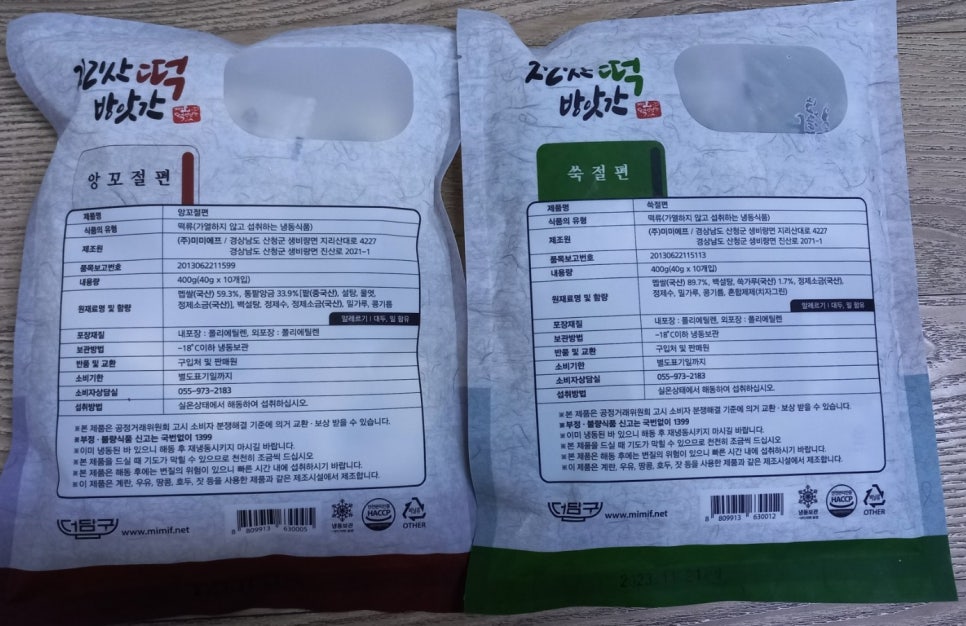 지리산떡
방앗간
앙꼬절편
제품명 앙꼬절편
식품의 유형 떡류(가열하지 않고 섭취하는 냉동식품)
제조원 (주)미미에프 / 경상남도 산청군 생비량면 지리산대로 4227
경상남도 산청군 생비량면 진산로 2021-1
품목보고번호 2013062211599
내용량 400g(40g x 10개입)
원재료명 및 함량 멥쌀(국산) 59.3%, 통팥앙금 33.9%[팥(중국산), 설탕, 물엿,
정제소금(국산)], 백설탕, 정제수, 정제소금(국산), 밀가루, 콩기름
알레르기 | 대두, 밀 함유
포장재질 내포장 : 폴리에틸렌, 외포장 : 폴리에틸렌
보관방법 -18˚C이하 냉동보관
반품 및 교환 구입처 및 판매원
소비기한 별도표기일까지
소비자상담실 055-973-2183
섭취방법 실온상태에서 해동하여 섭취하십시오.
※본 제품은 공정거래위원회 고시 소비자 분쟁해결 기준에 의거 교환·보상 받을 수 있습니다.
※부정·불량식품 신고는 국번없이 1399
※이미 냉동된 바 있으니 해동 후 재냉동시키지 마시길 바랍니다.
※본 제품을 드실 때 기도가 막힐 수 있으므로 천천히 조금씩 드십시오
※본 제품은 해동 후에는 변질의 위험이 있으니 빠른 시간 내에 섭취하시기 바랍니다.
※이 제품은 계란, 우유, 땅콩, 호두, 잣 등을 사용한 제품과 같은 제조시설에서 제조합니다.
더탐구 www.mimif.net
8 809913 630005
냉동보관
HACCP
비닐류
OTHER
지리산떡
방앗간
쑥절편
제품명 쑥절편
식품의 유형 떡류(가열하지 않고 섭취하는 냉동식품)
제조원 (주)미미에프 / 경상남도 산청군 생비량면 지리산대로 4227
경상남도 산청군 생비량면 진산로 2021-1
품목보고번호 20130622115113
내용량 400g(40g x 10개입)
원재료명 및 함량 멥쌀(국산) 89.7%, 백설탕, 쑥가루(국산) 1.7%, 정제소금(국산),
정제수, 밀가루, 콩기름, 혼합제제(치자그린)
알레르기 | 대두, 밀 함유
포장재질 내포장 : 폴리에틸렌, 외포장 : 폴리에틸렌
보관방법 -18˚C이하 냉동보관
반품 및 교환 구입처 및 판매원
소비기한 별도표기일까지
소비자상담실 055-973-2183
섭취방법 실온상태에서 해동하여 섭취하십시오.
※본 제품은 공정거래위원회 고시 소비자 분쟁해결 기준에 의거 교환·보상 받을 수 있습니다.
※부정·불량식품 신고는 국번없이 1399
※이미 냉동된 바 있으니 해동 후 재냉동시키지 마시길 바랍니다.
※본 제품을 드실 때 기도가 막힐 수 있으므로 천천히 조금씩 드십시오
※본 제품은 해동 후에는 변질의 위험이 있으니 빠른 시간 내에 섭취하시기 바랍니다.
※이 제품은 계란, 우유, 땅콩, 호두, 잣 등을 사용한 제품과 같은 제조시설에서 제조합니다.
더탐구 www.mimif.net
8 809913 630012
냉동보관
HACCP
비닐류
OTHER